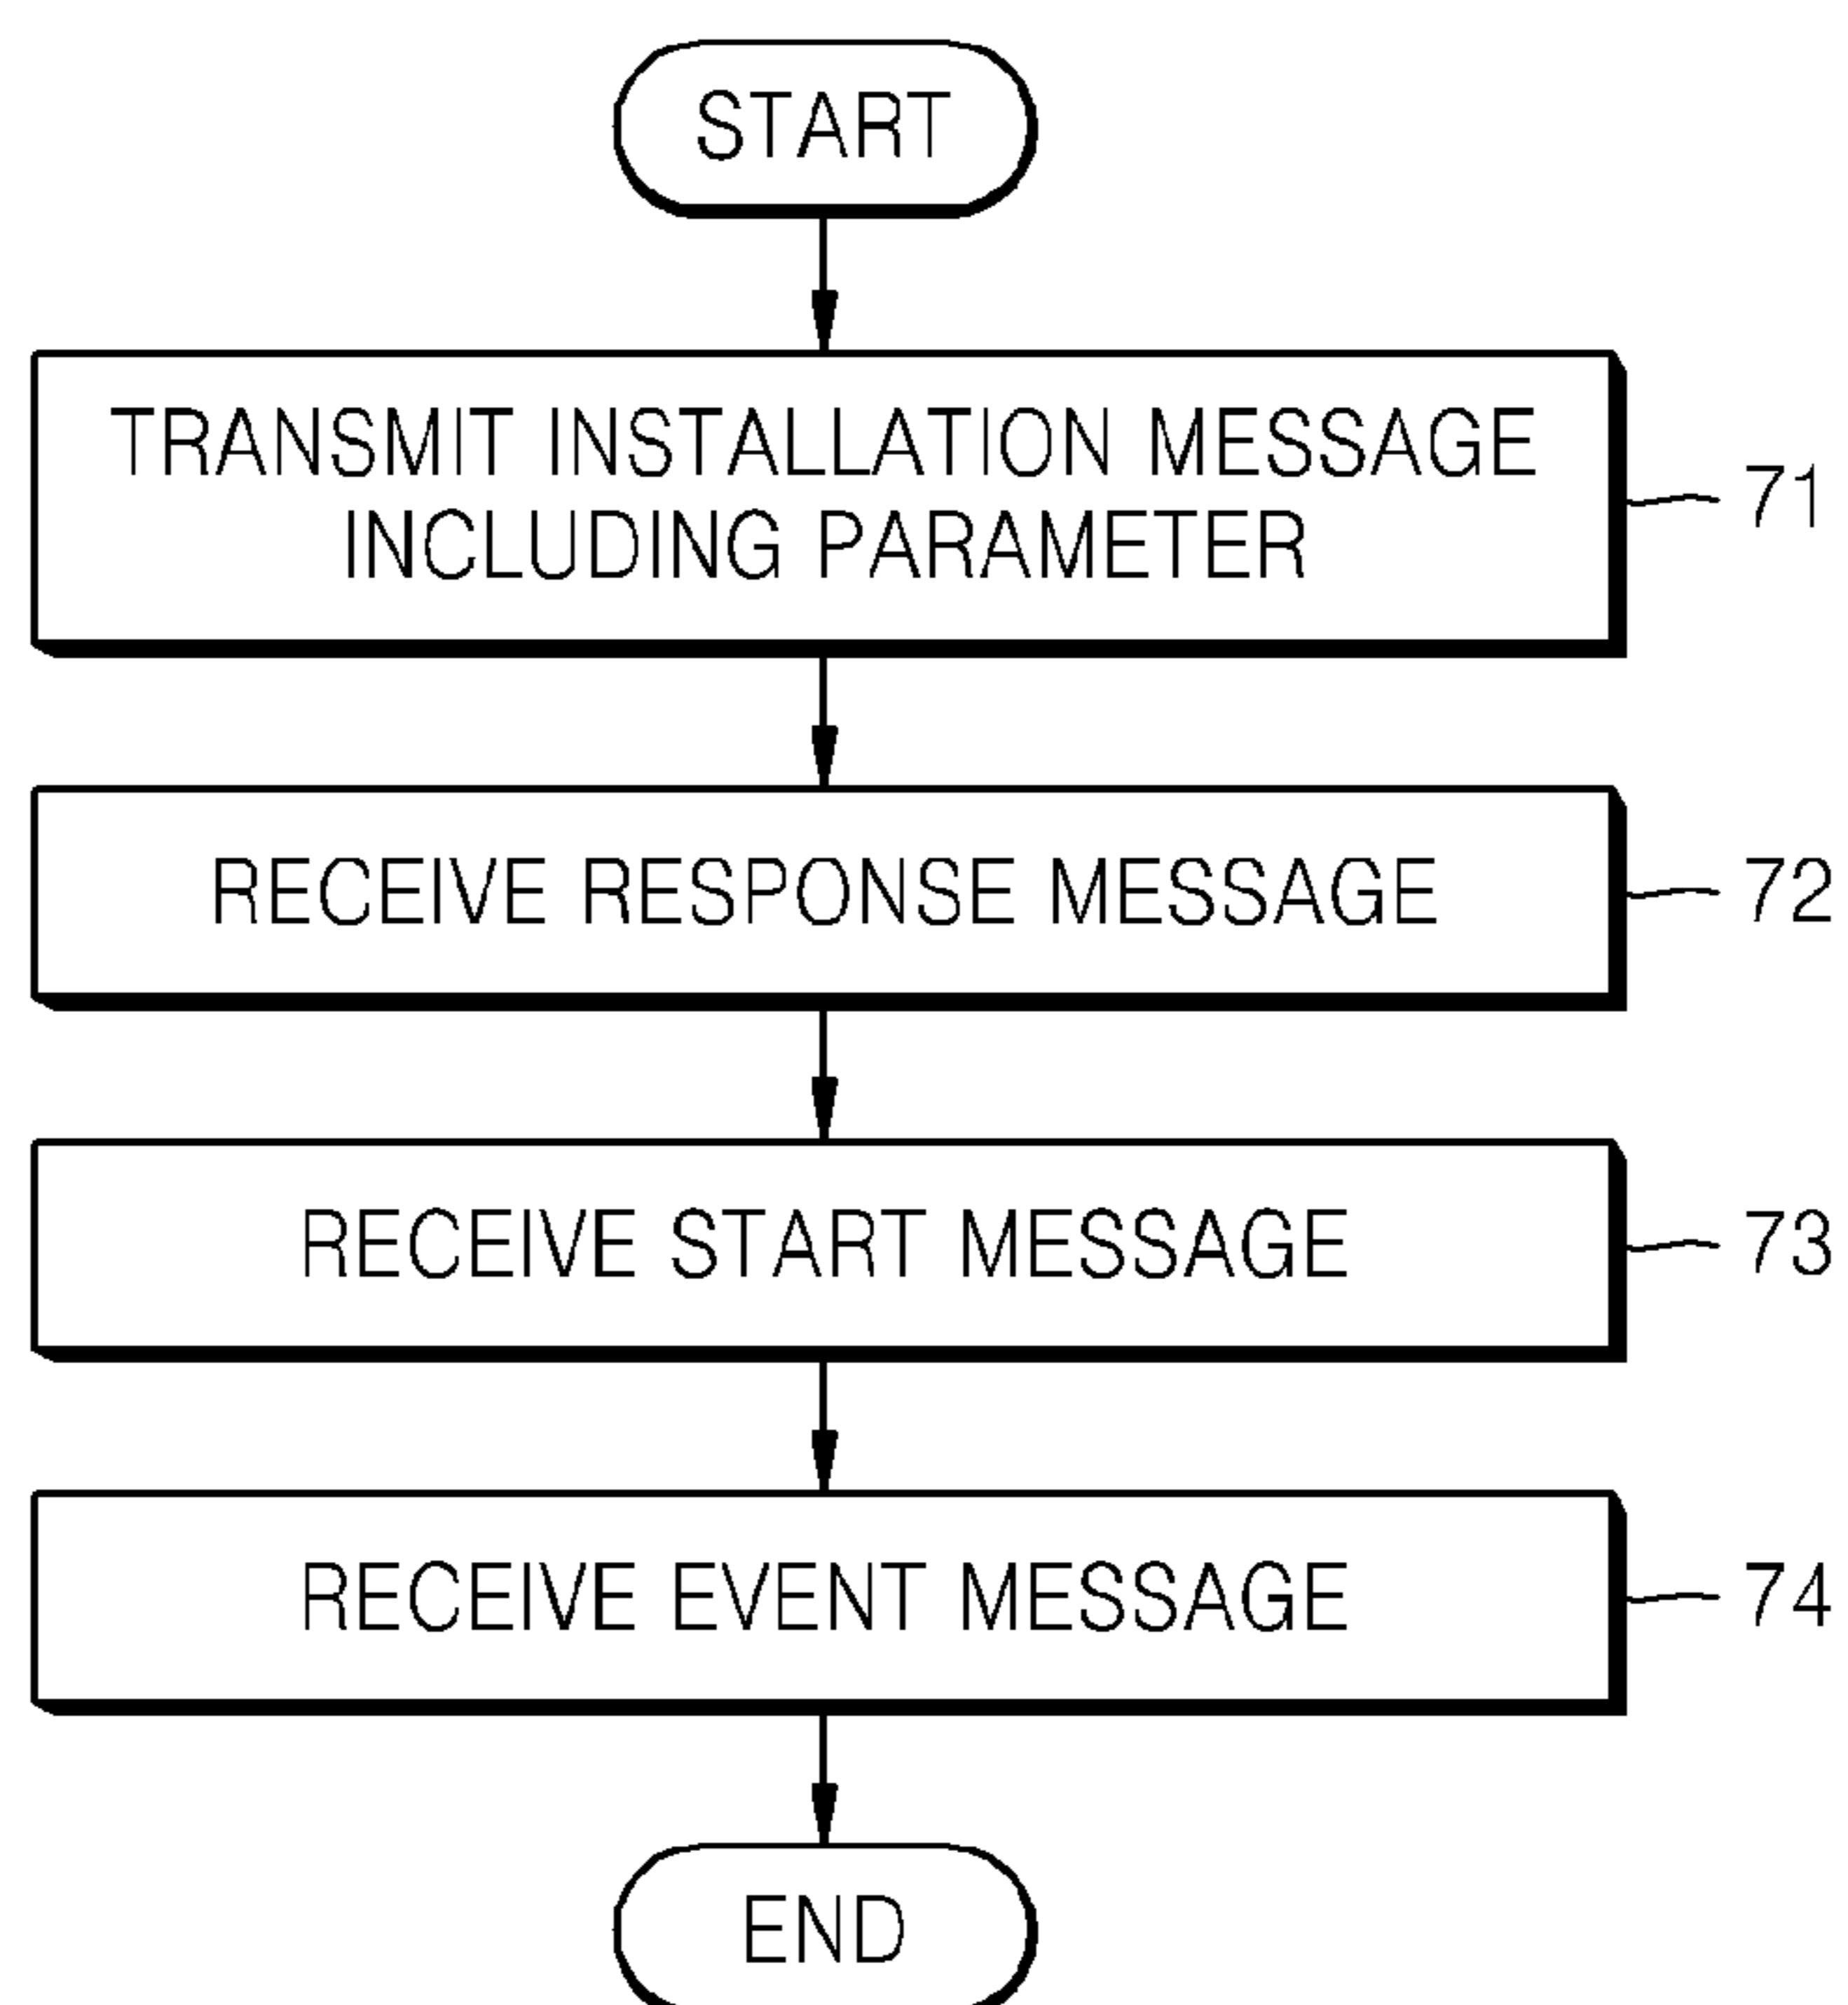 START
TRANSMIT INSTALLATION MESSAGE
INCLUDING PARAMETER
71
RECEIVE RESPONSE MESSAGE
72
RECEIVE START MESSAGE
73
RECEIVE EVENT MESSAGE
74
END